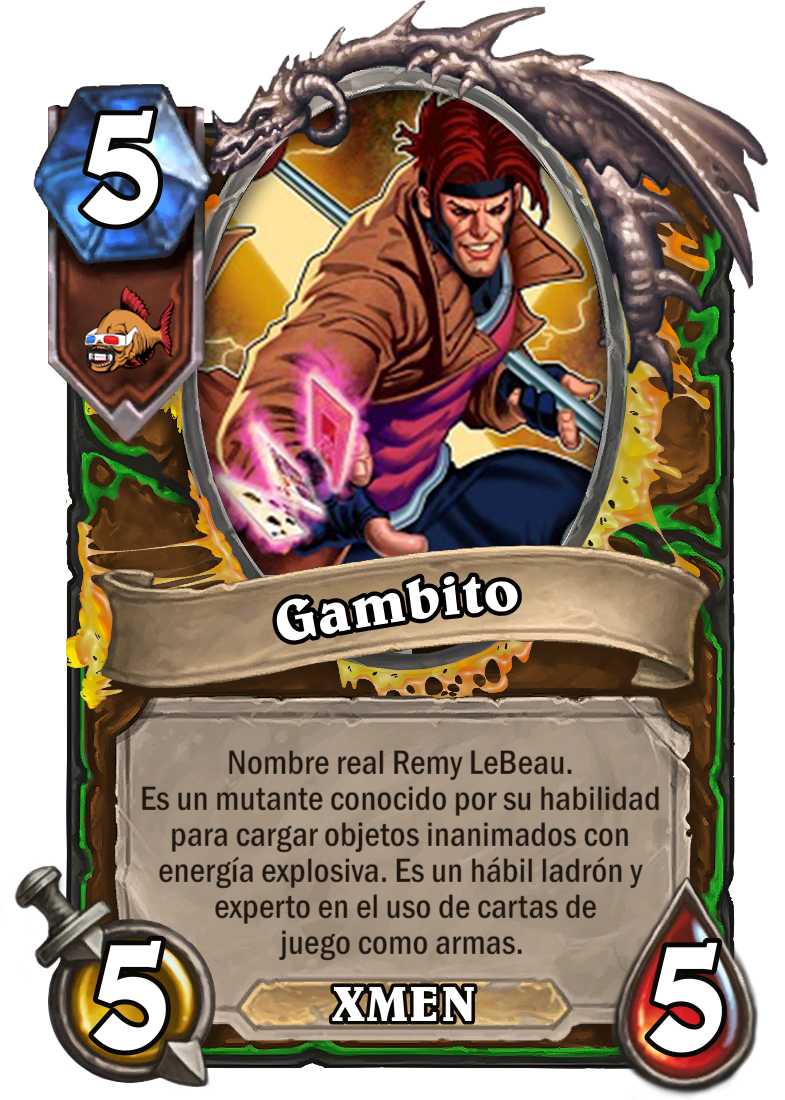 5
Gambito
Nombre real Remy LeBeau.
Es un mutante conocido por su habilidad
para cargar objetos inanimados con
energía explosiva. Es un hábil ladrón y
experto en el uso de cartas de
juego como armas.
5
XMEN
5